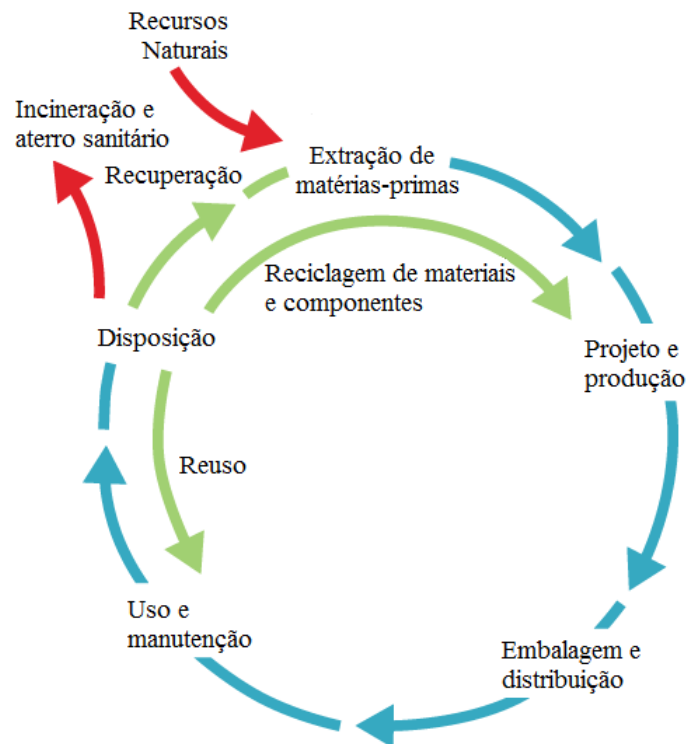 Recursos
Naturais
Incineração e
aterro sanitário
Recuperação
Extração de
matérias-primas
Reciclagem de materiais
e componentes
Disposição
Projeto e
produção
Reuso
Uso e
manutenção
Embalagem e
distribuição